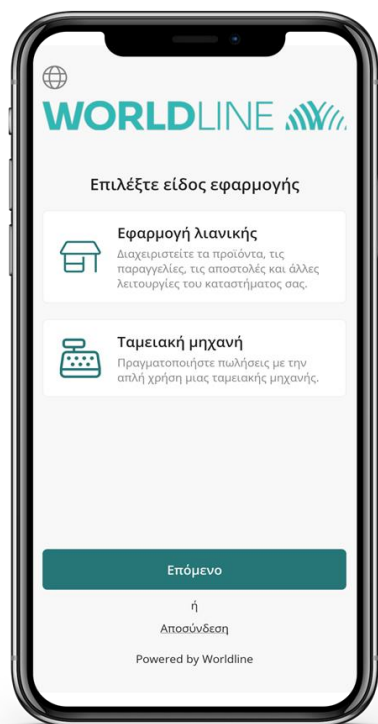 WORLDLINE
Επιλέξτε είδος εφαρμογής
Εφαρμογή λιανικής
Διαχειριστείτε τα προϊόντα, τις
παραγγελίες, τις αποστολές και άλλες
λειτουργίες του καταστήματος σας.
Ταμειακή μηχανή
Πραγματοποιήστε πωλήσεις με την
απλή χρήση μιας ταμειακής μηχανής.
Επόμενο
ή
Αποσύνδεση
Powered by Worldline